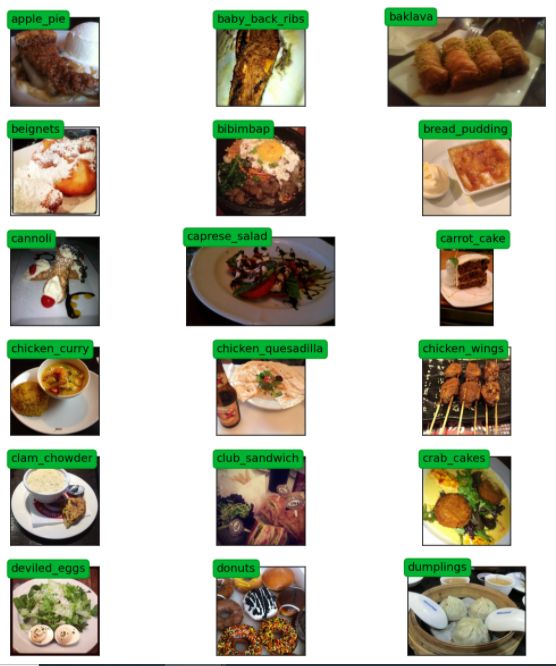 apple_pie
baby_back_ribs
baklava
beignets
bibimbap
bread_pudding
cannoli
caprese_salad
carrot_cake
chicken_curry
chicken_quesadilla
chicken_wings
clam_chowder
club_sandwich
crab_cakes
deviled_eggs
donuts
dumplings